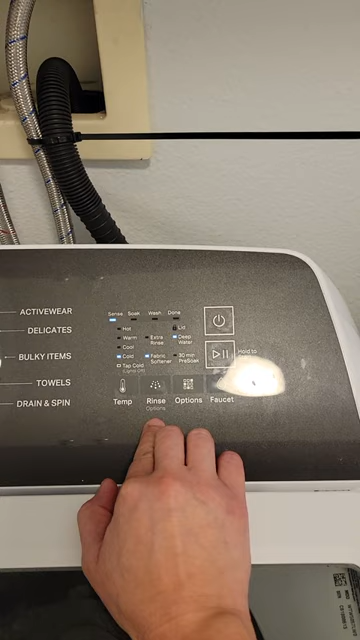 ACTIVEWEAR
DELICATES
BULKY ITEMS
TOWELS
DRAIN & SPIN
Sense Soak Wash Done
Hot Lid
Warm Extra Rinse Deep Water
Cool
Cold Fabric Softener 30 min PreSoak
Tap Cold
Hold to
Temp Rinse Options Faucet
Options